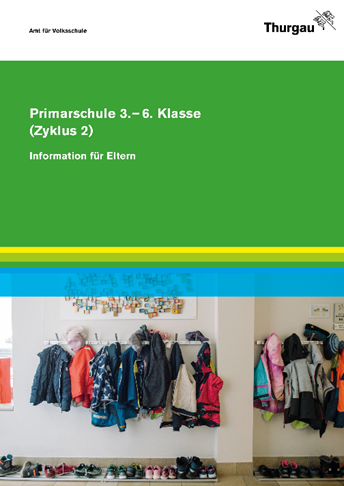 Amt für Volksschule
Thurgau
Primarschule 3.–6. Klasse
(Zyklus 2)
Information für Eltern